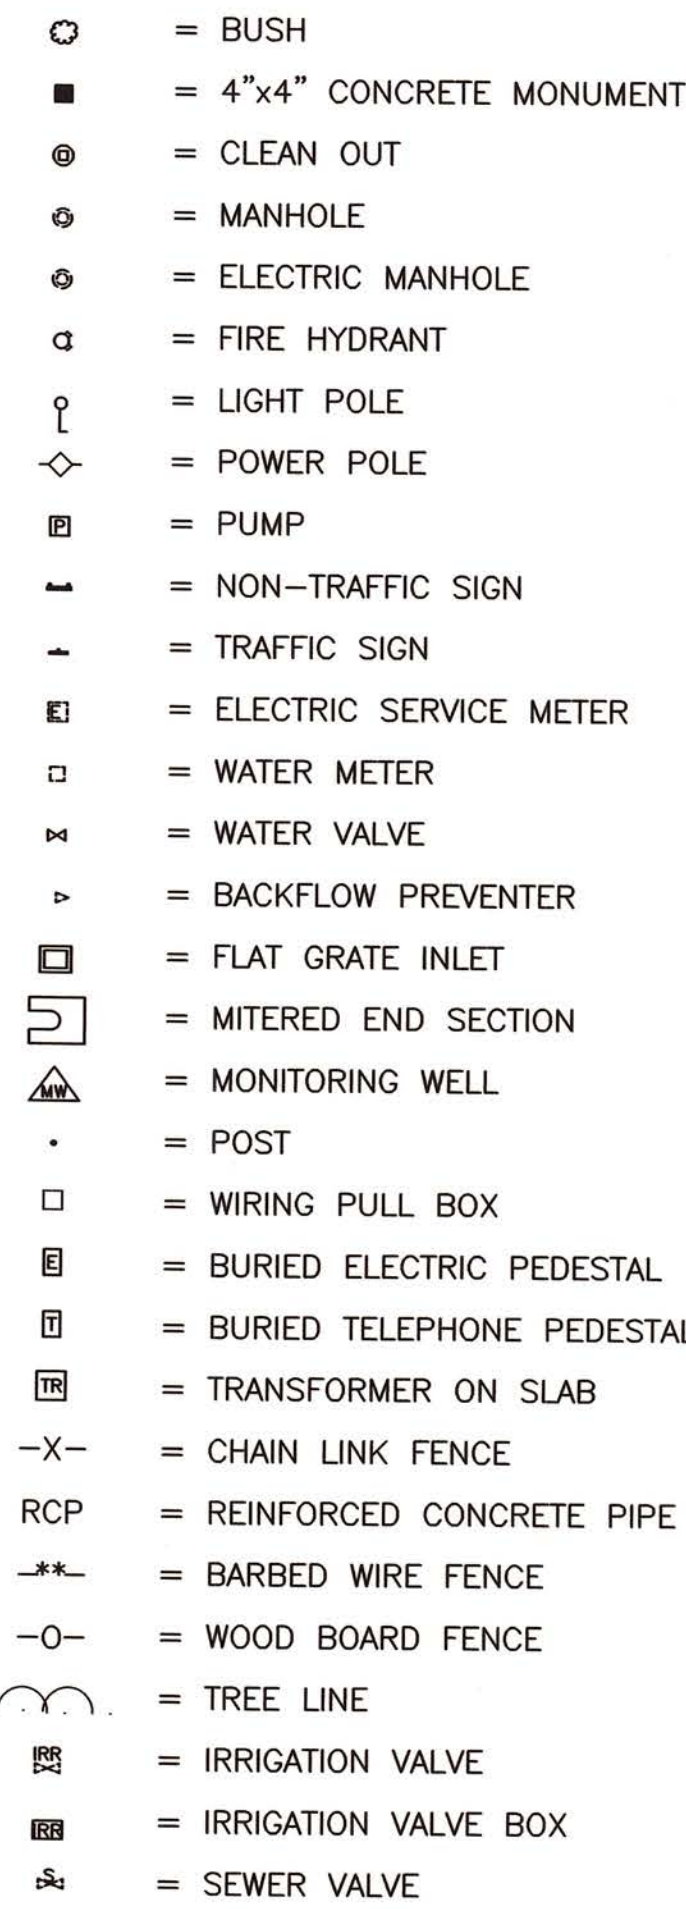 = BUSH
= 4"x4" CONCRETE MONUMENT
= CLEAN OUT
= MANHOLE
= ELECTRIC MANHOLE
= FIRE HYDRANT
= LIGHT POLE
= POWER POLE
P = PUMP
= NON-TRAFFIC SIGN
= TRAFFIC SIGN
E = ELECTRIC SERVICE METER
= WATER METER
= WATER VALVE
= BACKFLOW PREVENTER
= FLAT GRATE INLET
= MITERED END SECTION
MW = MONITORING WELL
= POST
= WIRING PULL BOX
E = BURIED ELECTRIC PEDESTAL
T = BURIED TELEPHONE PEDESTAL
TR = TRANSFORMER ON SLAB
-X- = CHAIN LINK FENCE
RCP = REINFORCED CONCRETE PIPE
-**- = BARBED WIRE FENCE
-O- = WOOD BOARD FENCE
= TREE LINE
IRR = IRRIGATION VALVE
IRR = IRRIGATION VALVE BOX
S = SEWER VALVE